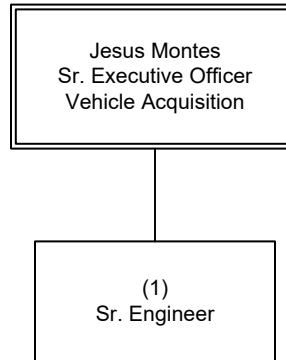 Jesus Montes
Sr. Executive Officer
Vehicle Acquisition
(1)
Sr. Engineer